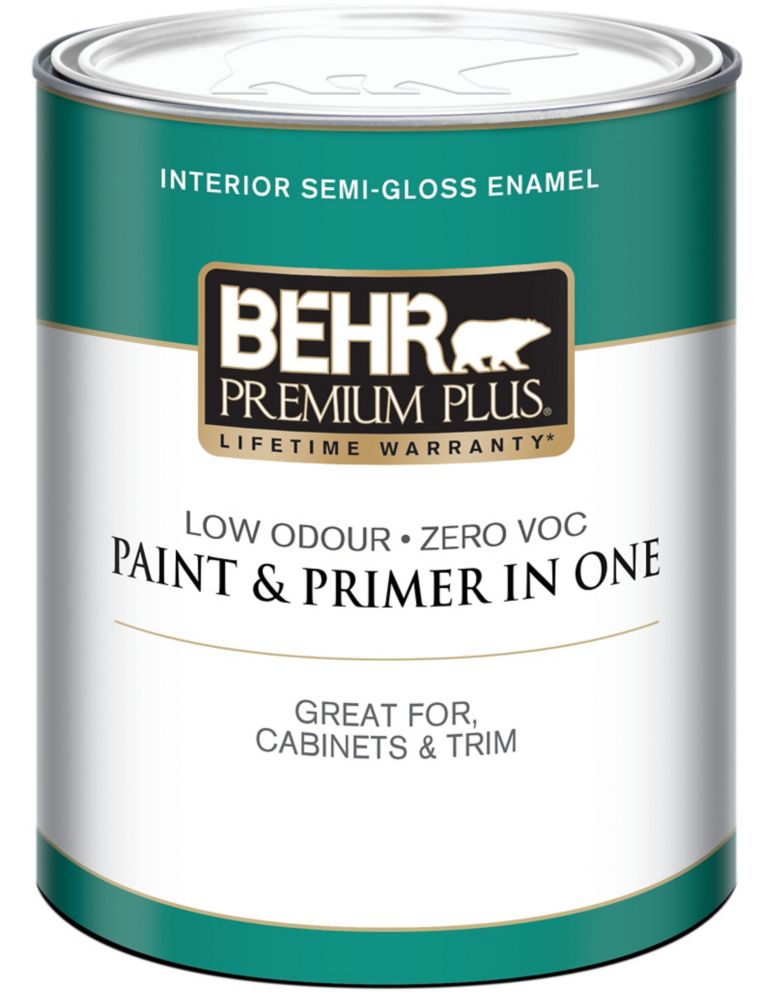 INTERIOR SEMI-GLOSS ENAMEL
BEHR
PREMIUM PLUS®
LIFETIME WARRANTY*
LOW ODOUR • ZERO VOC
PAINT & PRIMER IN ONE
GREAT FOR,
CABINETS & TRIM